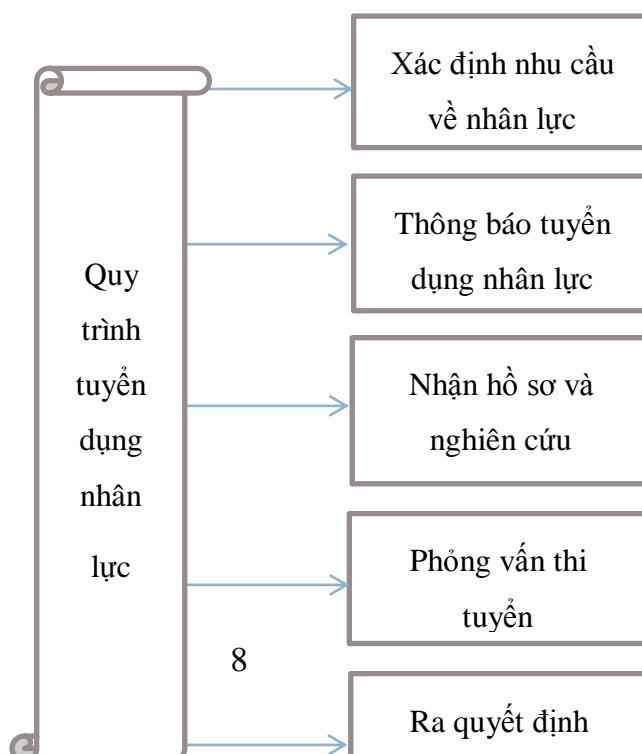 Quy
trình
tuyển
dụng
nhân
lực
Xác định nhu cầu
về nhân lực
Thông báo tuyển
dụng nhân lực
Nhận hồ sơ và
nghiên cứu
Phỏng vấn thi
tuyển
8
Ra quyết định